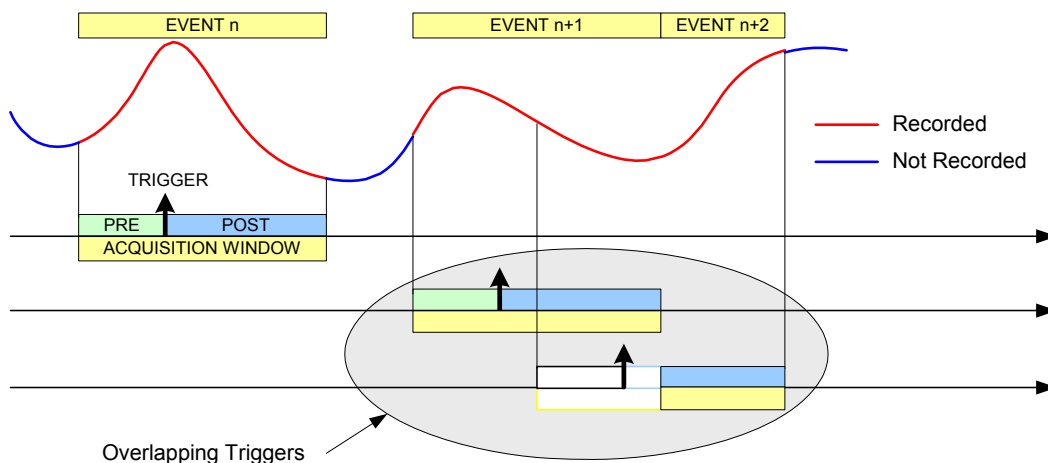 EVENT n
EVENT n+1
EVENT n+2
Recorded
Not Recorded
TRIGGER
PRE
POST
ACQUISITION WINDOW
Overlapping Triggers